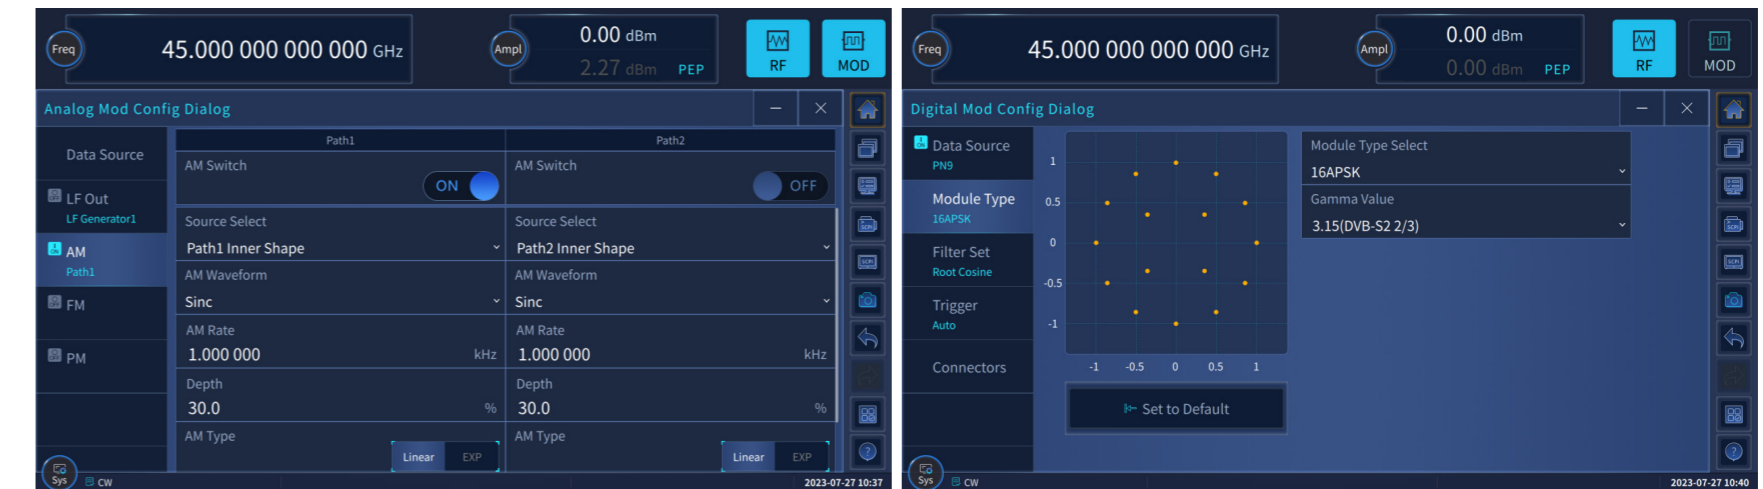 Freq
45.000 000 000 000 GHz
Ampl
0.00 dBm
2.27 dBm PEP
RF
MOD
Analog Mod Config Dialog
Data Source
LF Out
LF Generator1
AM
Path1
FM
PM
Path1
Path2
AM Switch
ON
AM Switch
OFF
Source Select
Path1 Inner Shape
Source Select
Path2 Inner Shape
AM Waveform
Sinc
AM Waveform
Sinc
AM Rate
1.000 000 kHz
AM Rate
1.000 000 kHz
Depth
30.0 %
Depth
30.0 %
AM Type
Linear EXP
AM Type
Linear EXP
Sys
CW
2023-07-27 10:37
Freq
45.000 000 000 000 GHz
Ampl
0.00 dBm
0.00 dBm PEP
RF
MOD
Digital Mod Config Dialog
ON
Data Source
PN9
Module Type
16APSK
Filter Set
Root Cosine
Trigger
Auto
Connectors
1
0.5
0
-0.5
-1
-1 -0.5 0 0.5 1
Set to Default
Module Type Select
16APSK
Gamma Value
3.15(DVB-S2 2/3)
SCPI
Sys
CW
2023-07-27 10:40